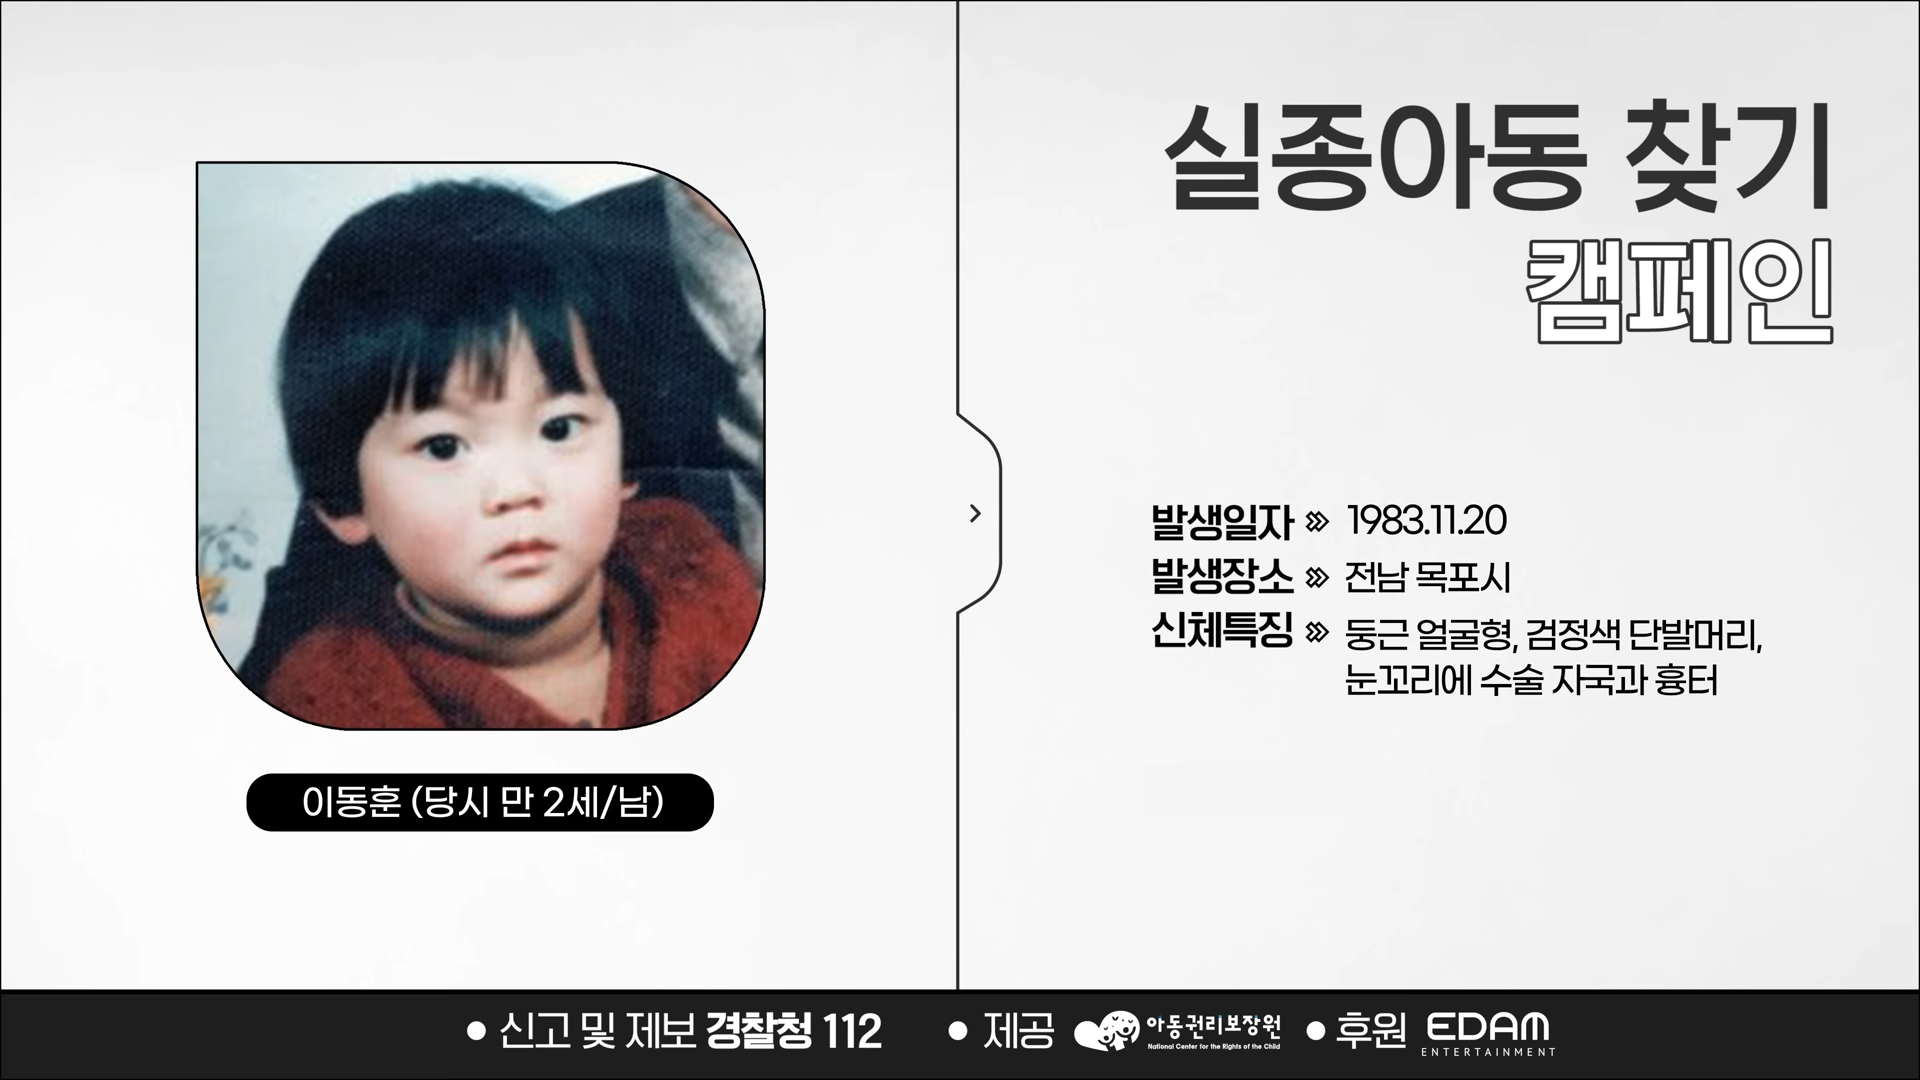 실종아동 찾기
캠페인
이동훈 (당시 만 2세/남)
발생일자 1983.11.20
발생장소 전남 목포시
신체특징 둥근 얼굴형, 검정색 단발머리,
눈꼬리에 수술 자국과 흉터
• 신고 및 제보 경찰청 112 • 제공 아동권리보장원 • 후원 EDAM
National Center for the Rights of the Child ENTERTAINMENT